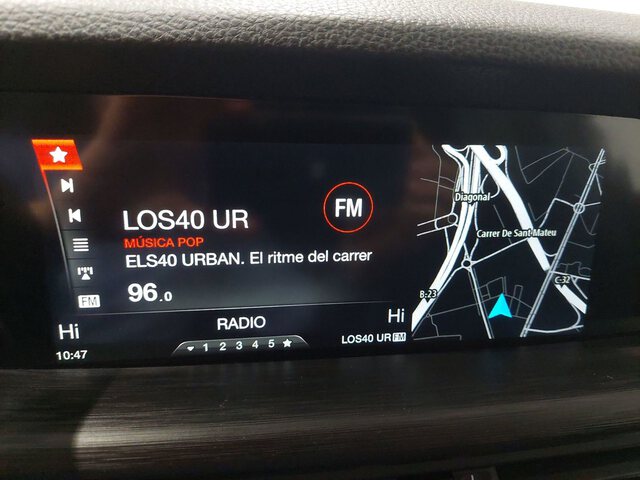 LOS40 UR
FM
MÚSICA POP
ELS40 URBAN. El ritme del carrer
96.0
FM
Hi
RADIO
Hi
10:47
1 2 3 4 5
LOS40 UR FM
Diagonal
Carrer De Sant Mateu
B-23
C-32